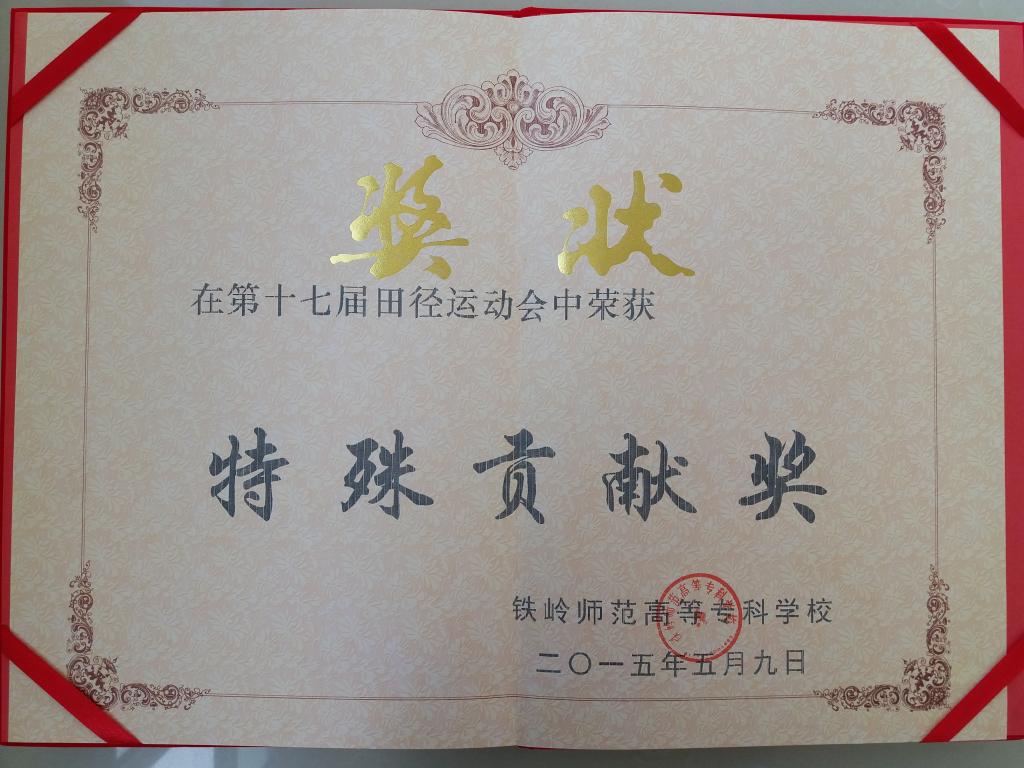 奖状
在第十七届田径运动会中荣获
特殊贡献奖
铁岭师范高等专科学校
二〇一五年五月九日